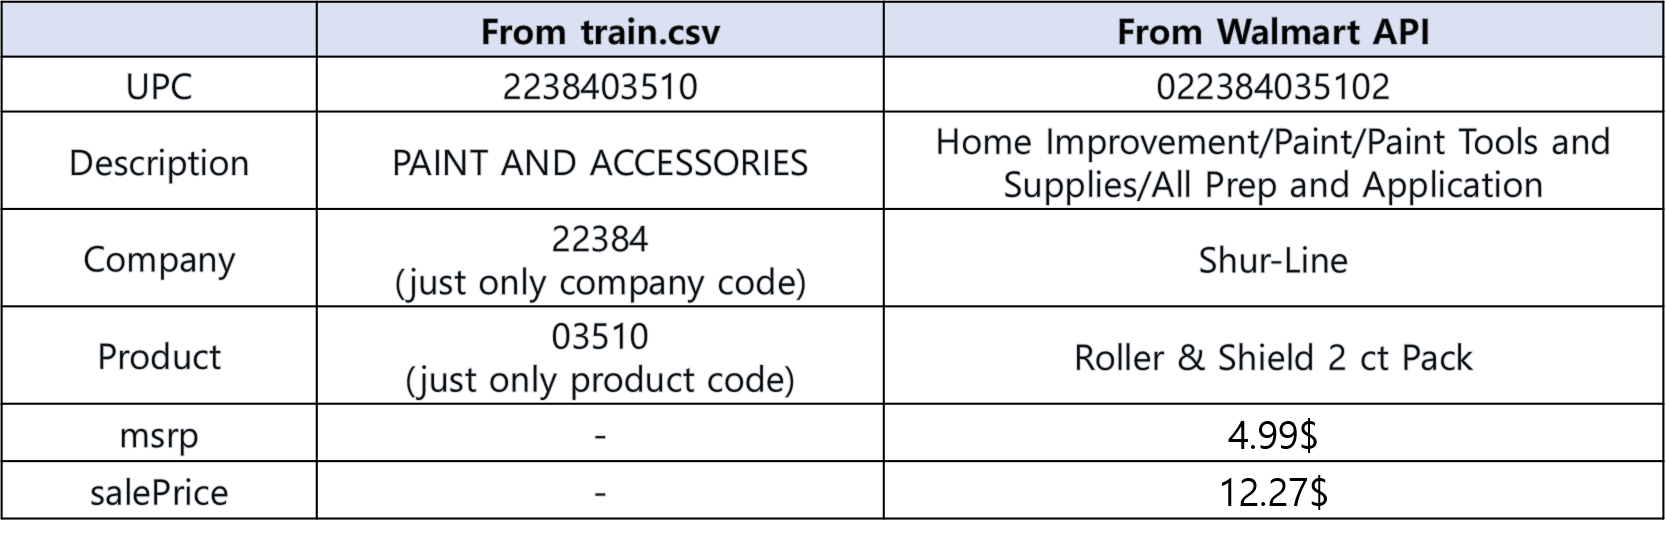 From train.csv From Walmart API
UPC 2238403510 022384035102
Description PAINT AND ACCESSORIES Home Improvement/Paint/Paint Tools and
Supplies/All Prep and Application
Company 22384
(just only company code) Shur-Line
Product 03510
(just only product code) Roller & Shield 2 ct Pack
msrp - 4.99$
salePrice - 12.27$